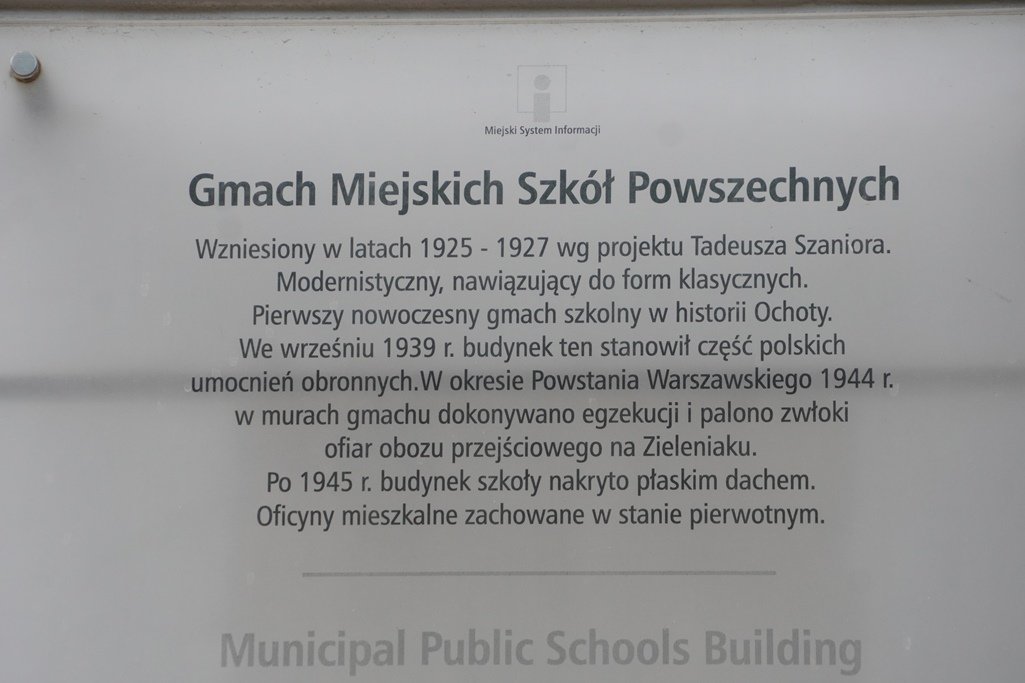 Miejski System Informacji
Gmach Miejskich Szkół Powszechnych
Wzniesiony w latach 1925 - 1927 wg projektu Tadeusza Szaniora.
Modernistyczny, nawiązujący do form klasycznych.
Pierwszy nowoczesny gmach szkolny w historii Ochoty.
We wrześniu 1939 r. budynek ten stanowił część polskich
umocnień obronnych.W okresie Powstania Warszawskiego 1944 r.
w murach gmachu dokonywano egzekucji i palono zwłoki
ofiar obozu przejściowego na Zieleniaku.
Po 1945 r. budynek szkoły nakryto płaskim dachem.
Oficyny mieszkalne zachowane w stanie pierwotnym.
Municipal Public Schools Building